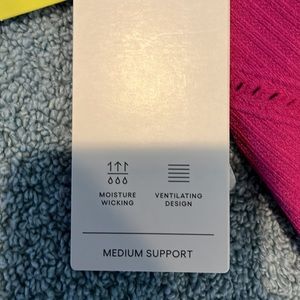 MOISTURE
WICKING
VENTILATING
DESIGN
MEDIUM SUPPORT